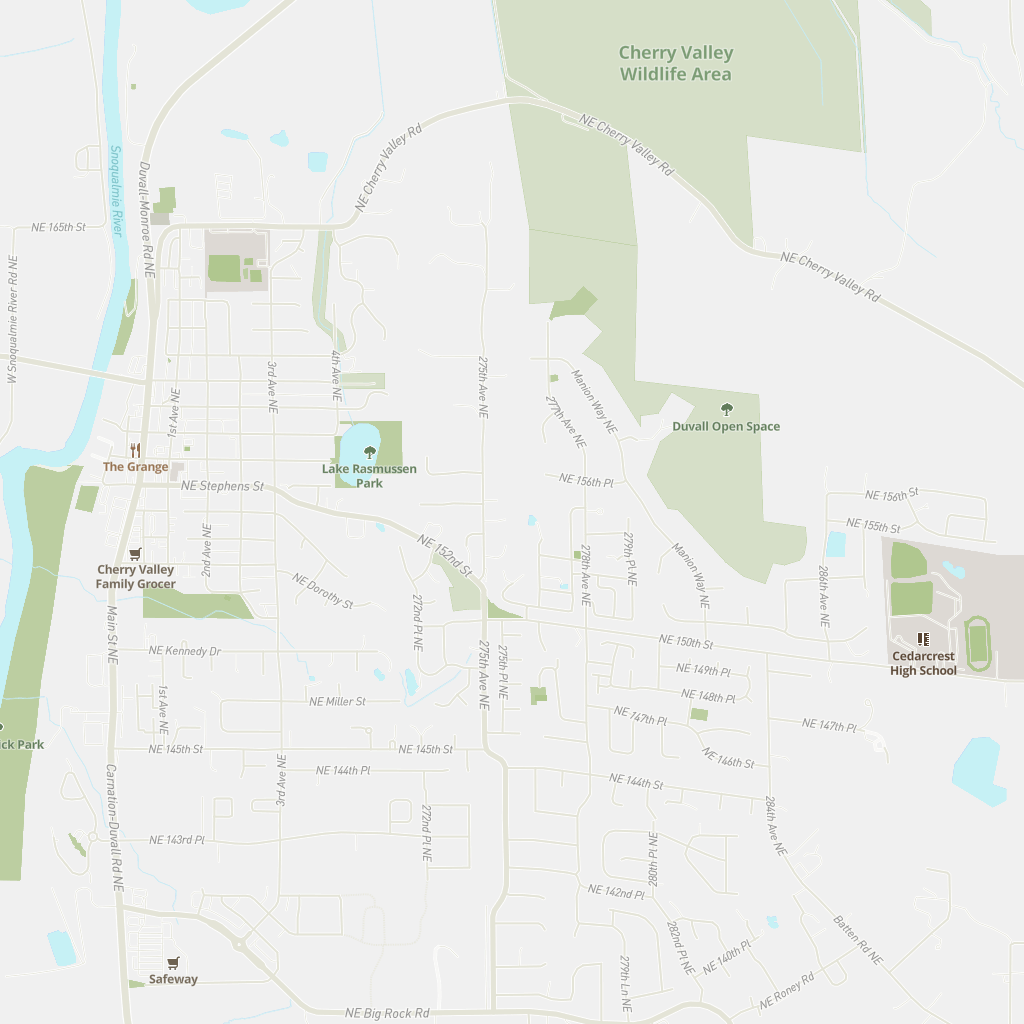 Cherry Valley
Wildlife Area
NE Cherry Valley Rd
NE Cherry Valley Rd
Snoqualmie River
Duvall-Monroe Rd NE
NE 165th St
W Snoqualmie River Rd NE
NE Cherry Valley Rd
3rd Ave NE
4th Ave NE
275th Ave NE
Manion Way NE
277th Ave NE
1st Ave NE
Duvall Open Space
The Grange
Lake Rasmussen
Park
NE Stephens St
NE 156th Pl
NE 156th St
NE 155th St
2nd Ave NE
NE 152nd St
279th Pl NE
278th Ave NE
Manion Way NE
286th Ave NE
Cherry Valley
Family Grocer
NE Dorothy St
272nd Pl NE
Main St NE
NE Kennedy Dr
275th Ave NE
275th Pl NE
NE 150th St
NE 149th Pl
NE 148th Pl
Cedarcrest
High School
1st Ave NE
NE Miller St
NE 147th Pl
NE 147th Pl
ick Park
NE 145th St
NE 145th St
NE 146th St
3rd Ave NE
NE 144th Pl
NE 144th St
Carnation-Duvall Rd NE
272nd Pl NE
284th Ave NE
NE 143rd Pl
280th Pl NE
NE 142nd Pl
282nd Pl NE
NE 140th Pl
Batten Rd NE
279th Ln NE
Safeway
NE Roney Rd
NE Big Rock Rd